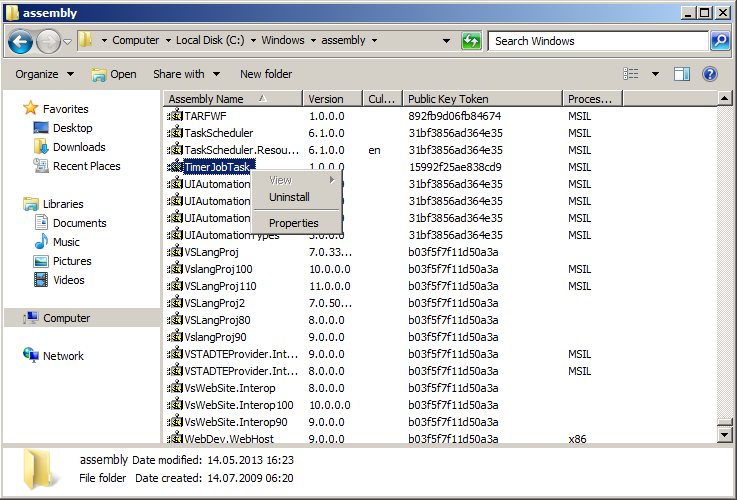 assembly
Computer Local Disk (C:) Windows assembly Search Windows
Organize Open Share with New folder
Favorites
Desktop
Downloads
Recent Places
Libraries
Documents
Music
Pictures
Videos
Computer
Network
Assembly Name Version Cul... Public Key Token Proces...
TARFWF 1.0.0.0 892fb9d06fb84674 MSIL
TaskScheduler 6.1.0.0 31bf3856ad364e35 MSIL
TaskScheduler.Resou... 6.1.0.0 en 31bf3856ad364e35 MSIL
TimerJobTask 1.0.0.0 15992f25ae838cd9 MSIL
UIAutomation 31bf3856ad364e35 MSIL
UIAutomation 31bf3856ad364e35 MSIL
UIAutomation 31bf3856ad364e35 MSIL
UIAutomationTypes 3.0.0.0 31bf3856ad364e35 MSIL
VSLangProj 7.0.33... b03f5f7f11d50a3a
VslangProj100 10.0.0.0 b03f5f7f11d50a3a MSIL
VSLangProj110 11.0.0.0 b03f5f7f11d50a3a MSIL
VSLangProj2 7.0.50... b03f5f7f11d50a3a
VSLangProj80 8.0.0.0 b03f5f7f11d50a3a
VslangProj90 9.0.0.0 b03f5f7f11d50a3a
VSTADTEProvider.Int... 9.0.0.0 b03f5f7f11d50a3a MSIL
VSTADTEProvider.Int... 8.0.0.0 b03f5f7f11d50a3a MSIL
VsWebSite.Interop 8.0.0.0 b03f5f7f11d50a3a
VsWebSite.Interop100 10.0.0.0 b03f5f7f11d50a3a
VsWebSite.Interop90 9.0.0.0 b03f5f7f11d50a3a
WebDev.WebHost 9.0.0.0 b03f5f7f11d50a3a x86
View
Uninstall
Properties
assembly Date modified: 14.05.2013 16:23
File folder Date created: 14.07.2009 06:20